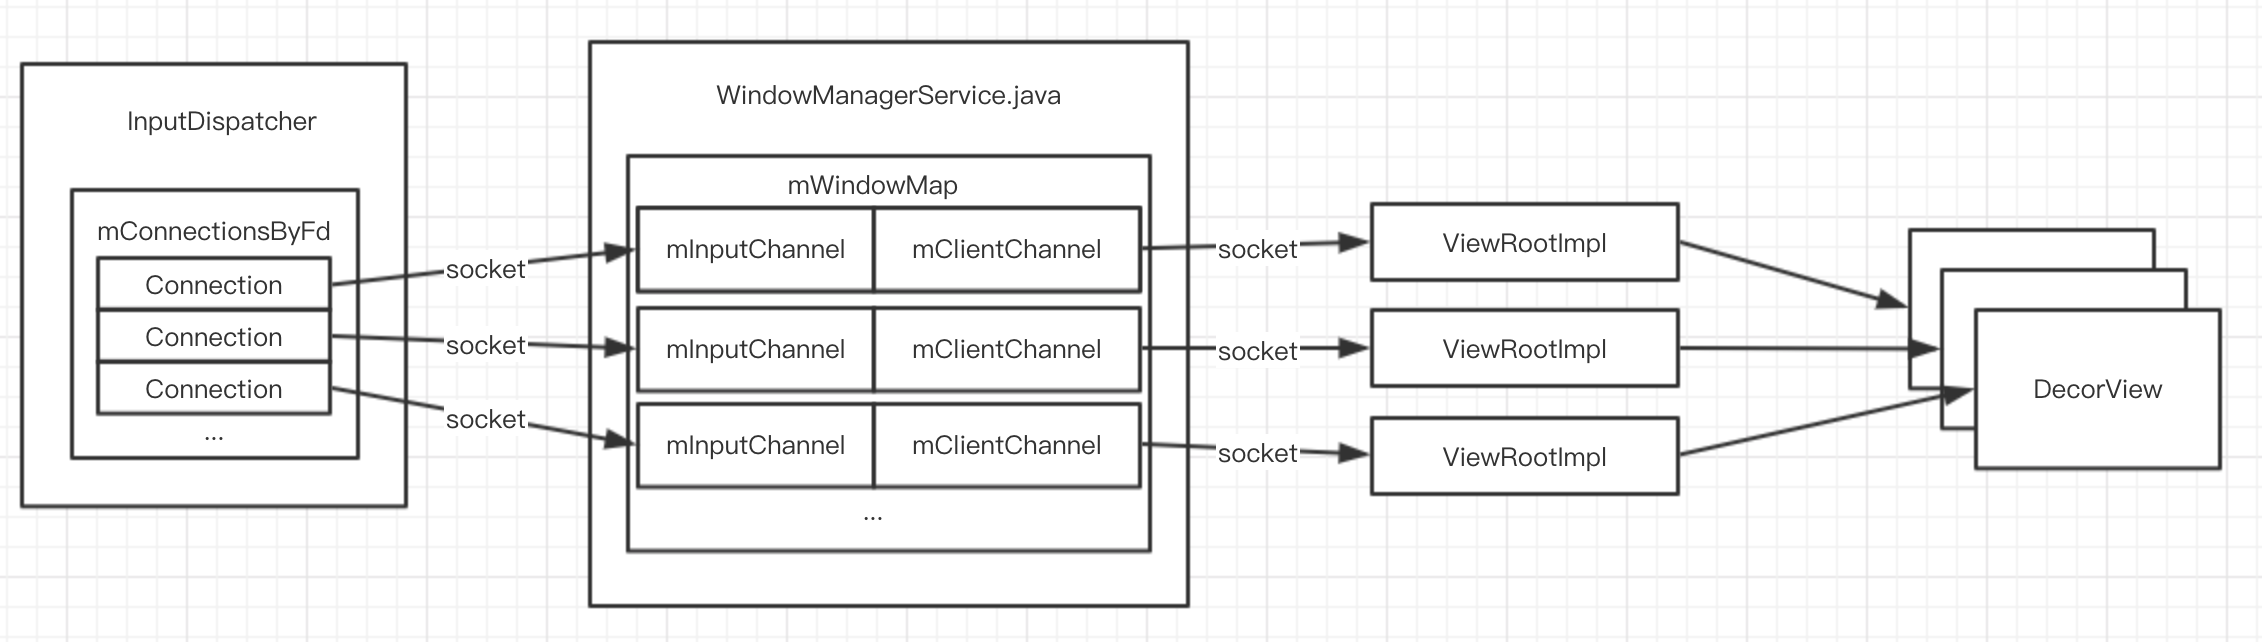 InputDispatcher
mConnectionsByFd
Connection
Connection
Connection
...
socket
socket
socket
WindowManagerService.java
mWindowMap
mInputChannel mClientChannel
mInputChannel mClientChannel
mInputChannel mClientChannel
...
socket
socket
socket
ViewRootImpl
ViewRootImpl
ViewRootImpl
DecorView